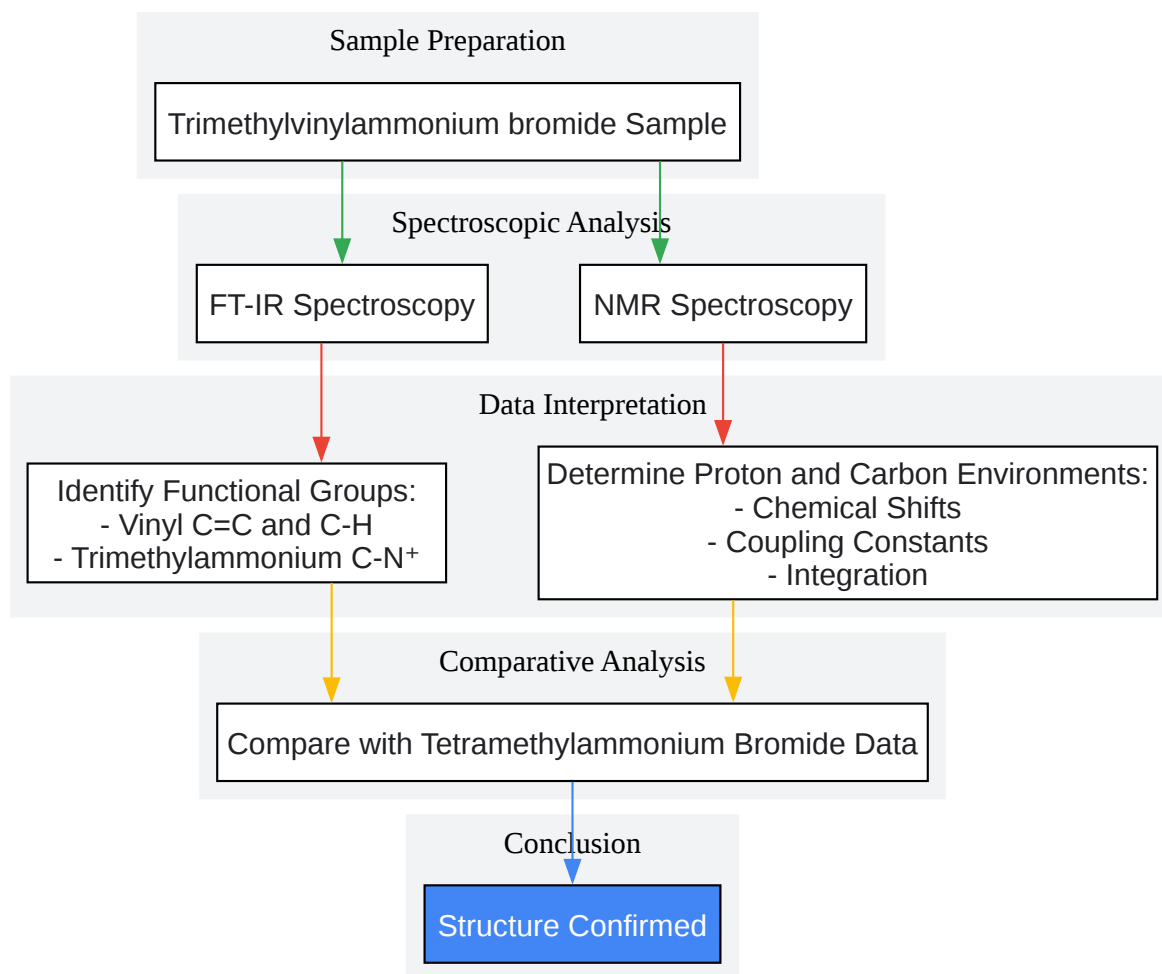 Sample Preparation
Trimethylvinylammonium bromide Sample
Spectroscopic Analysis
FT-IR Spectroscopy
NMR Spectroscopy
Data Interpretation
Identify Functional Groups:
- Vinyl C=C and C-H
- Trimethylammonium C-N⁺
Determine Proton and Carbon Environments:
- Chemical Shifts
- Coupling Constants
- Integration
Comparative Analysis
Compare with Tetramethylammonium Bromide Data
Conclusion
Structure Confirmed